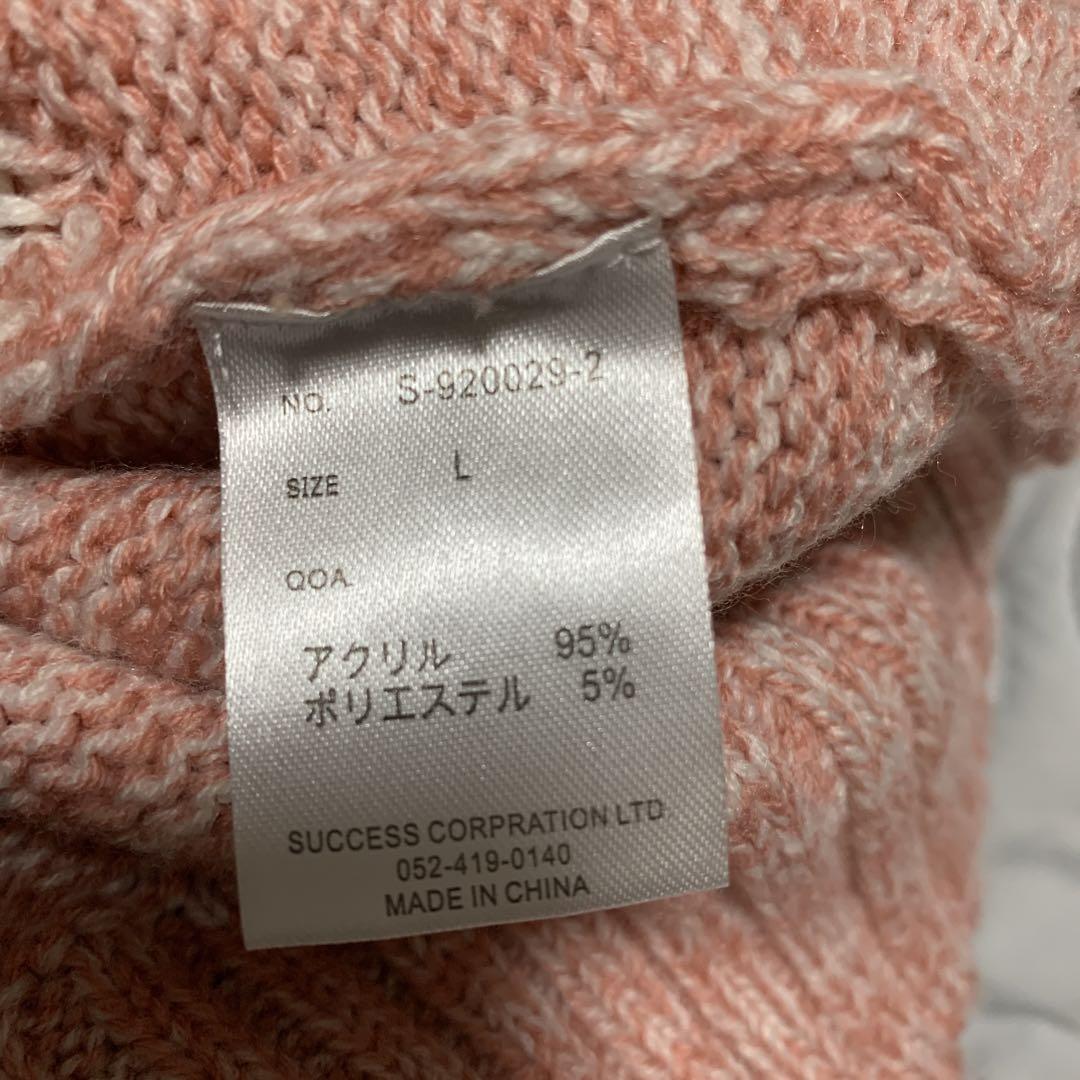 NO. S-920029-2
SIZE L
QOA.
アクリル 95%
ポリエステル 5%
SUCCESS CORPRATION LTD
052-419-0140
MADE IN CHINA